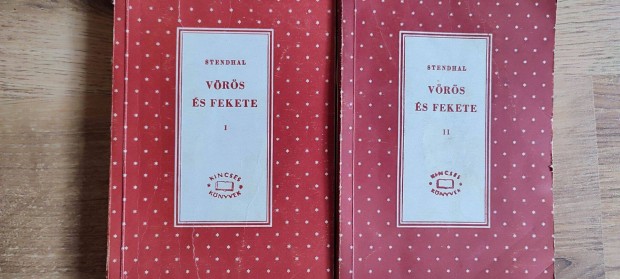 STENDHAL
VÖRÖS
ÉS FEKETE
I
KINCSES
KÖNYVEK
STENDHAL
VÖRÖS
ÉS FEKETE
II
KINCSES
KÖNYVEK